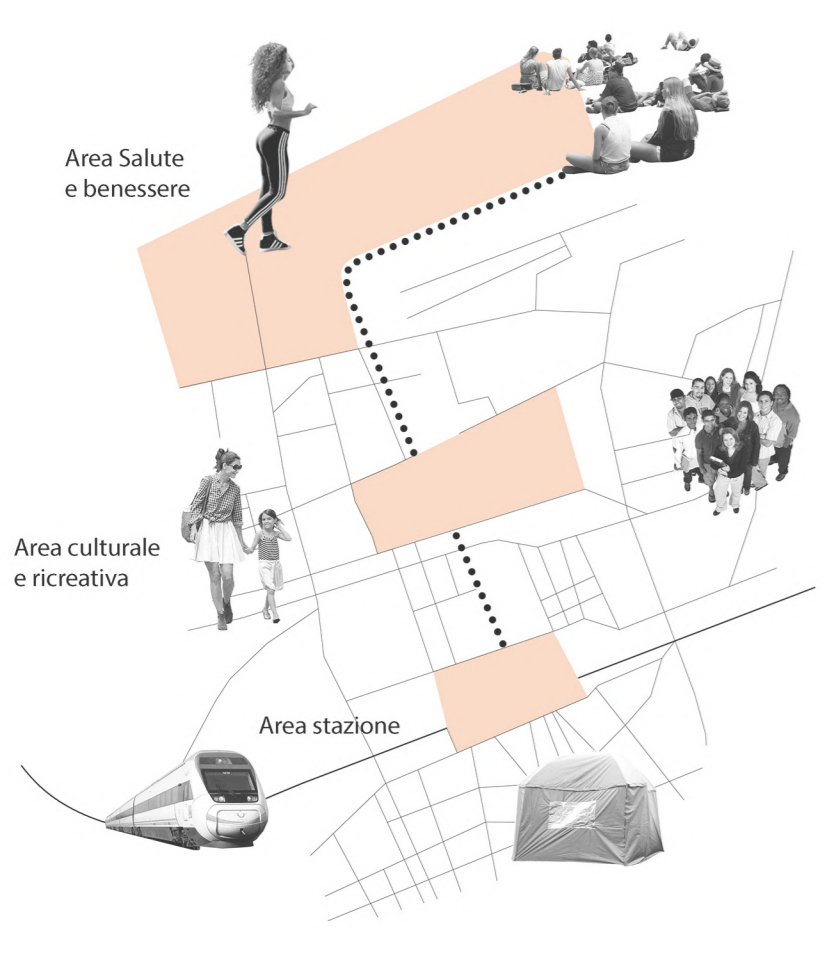 Area Salute
e benessere
Area culturale
e ricreativa
Area stazione